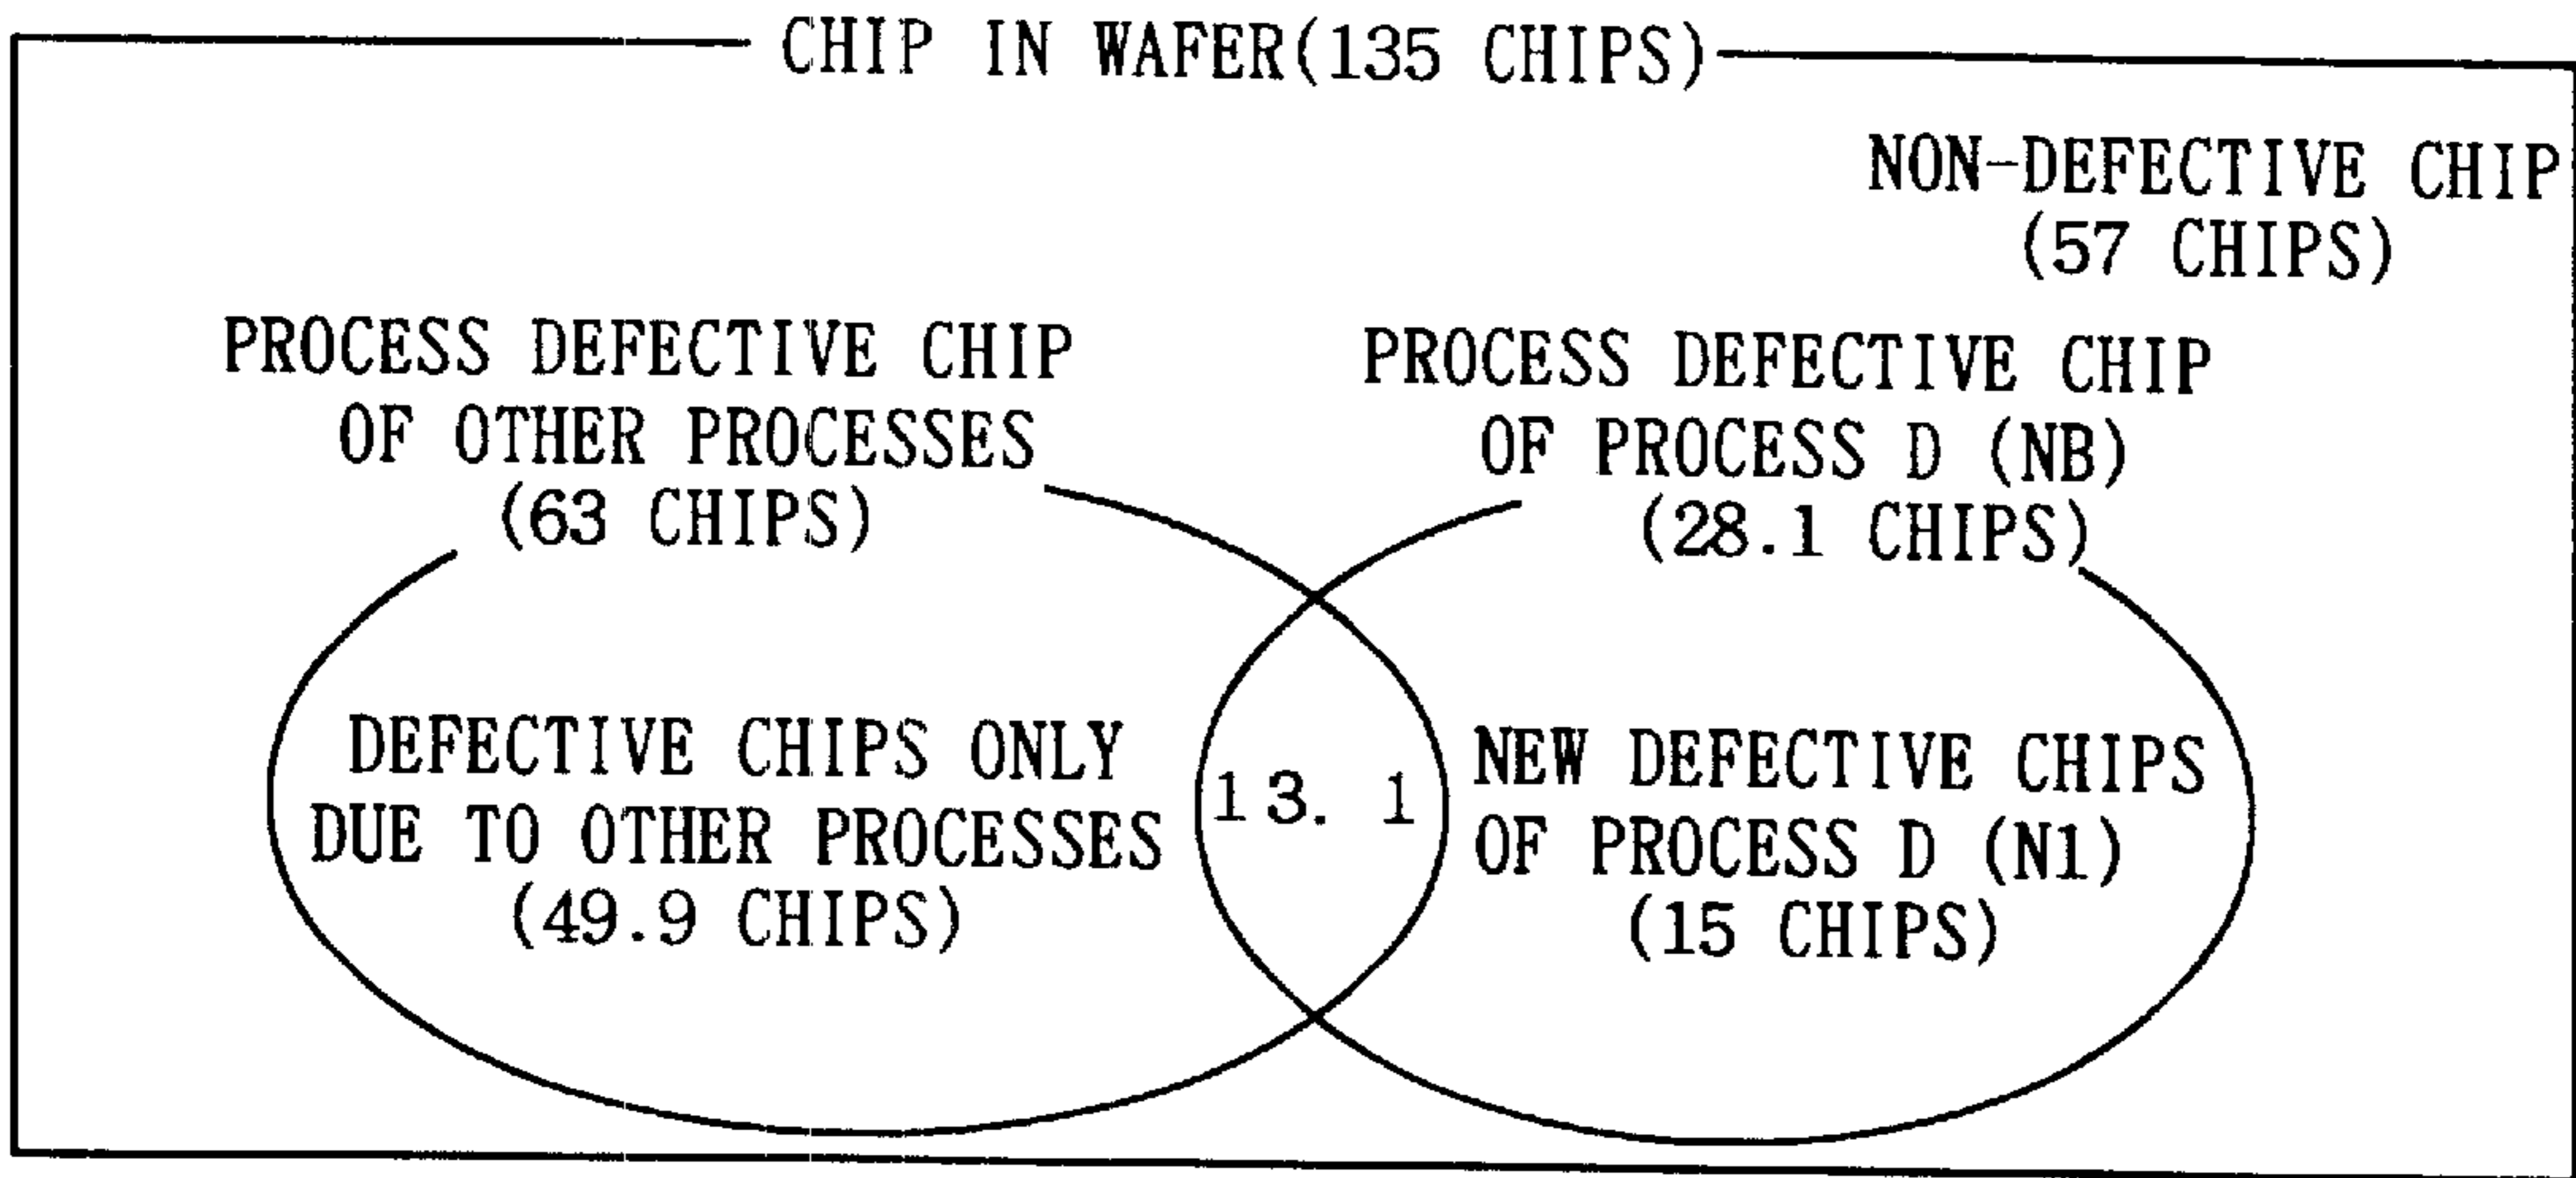 CHIP IN WAFER(135 CHIPS)
NON-DEFECTIVE CHIP
(57 CHIPS)
PROCESS DEFECTIVE CHIP
OF OTHER PROCESSES
(63 CHIPS)
PROCESS DEFECTIVE CHIP
OF PROCESS D (NB)
(28.1 CHIPS)
DEFECTIVE CHIPS ONLY
DUE TO OTHER PROCESSES
(49.9 CHIPS)
13. 1
NEW DEFECTIVE CHIPS
OF PROCESS D (N1)
(15 CHIPS)